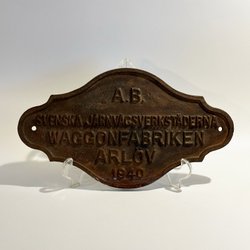 A.B.
SVENSKA JÄRNVÄGSVERKSTÄDERNA
WAGGONFABRIKEN
ARLÖV
1940